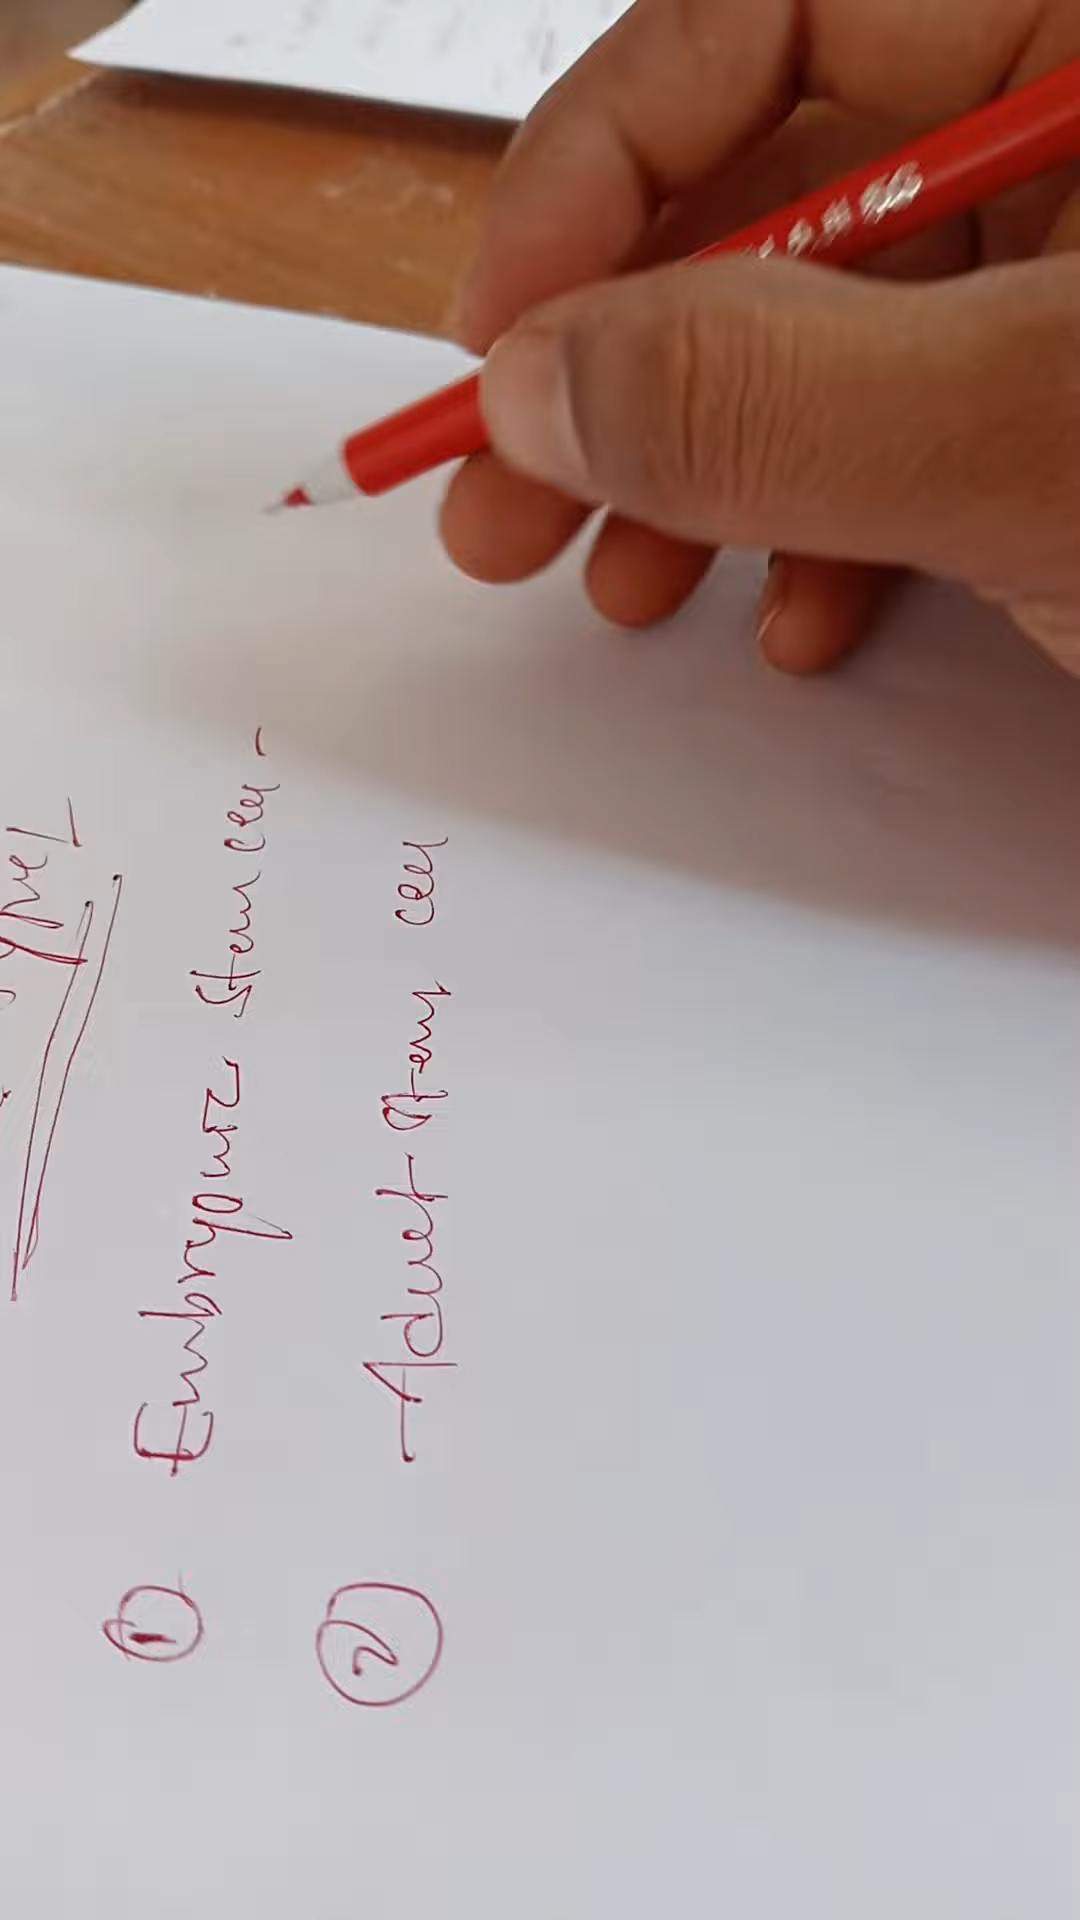 Types
① Embryonic Stem cell -
② Adult Stem cell